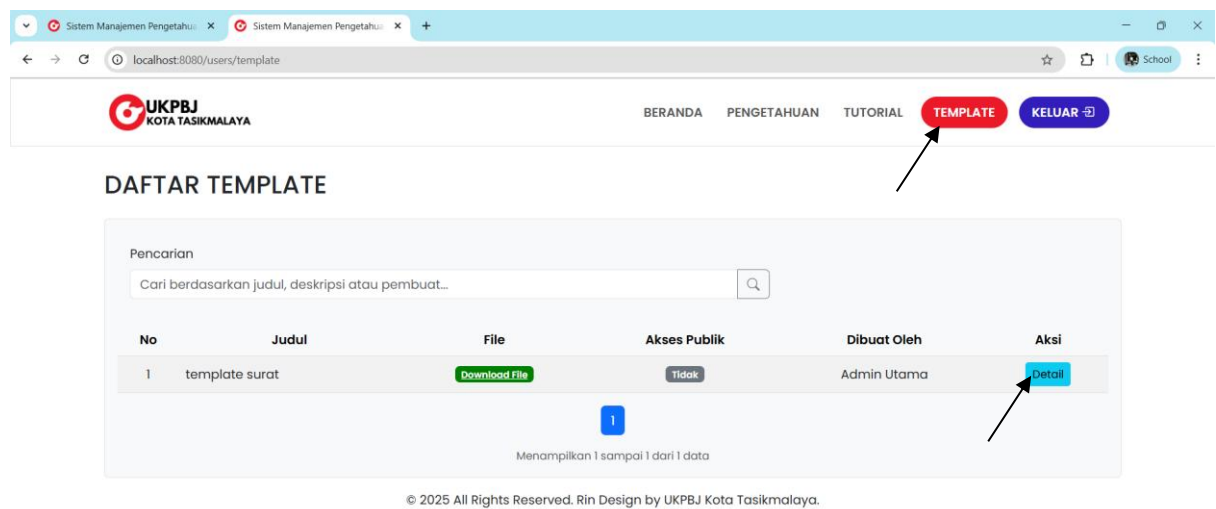 Sistem Manajemen Pengetahu
Sistem Manajemen Pengetahua
localhost:8080/users/template
School
UKPBJ
KOTA TASIKMALAYA
BERANDA PENGETAHUAN TUTORIAL TEMPLATE KELUAR
DAFTAR TEMPLATE
Pencarian
Cari berdasarkan judul, deskripsi atau pembuat...
No Judul File Akses Publik Dibuat Oleh Aksi
1 template surat Download File Tidak Admin Utama Detail
1
Menampilkan 1 sampai 1 dari 1 data
© 2025 All Rights Reserved. Rin Design by UKPBJ Kota Tasikmalaya.